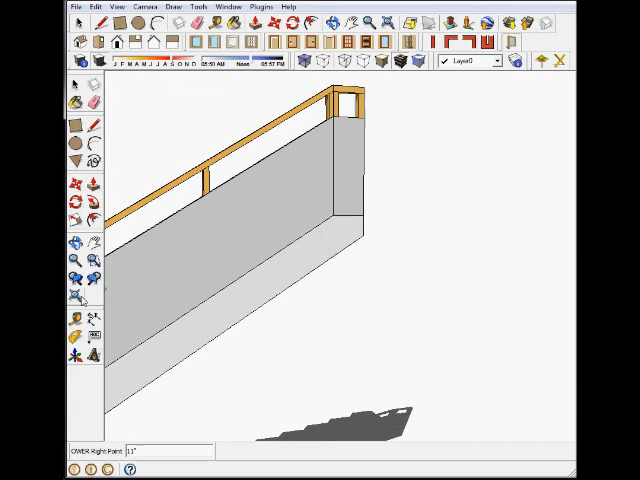 File Edit View Camera Draw Tools Window Plugins Help
J F M A M J J A S O N D 06:50 AM Noon 05:57 PM Layer0
ABC
OWER Right Point 11"